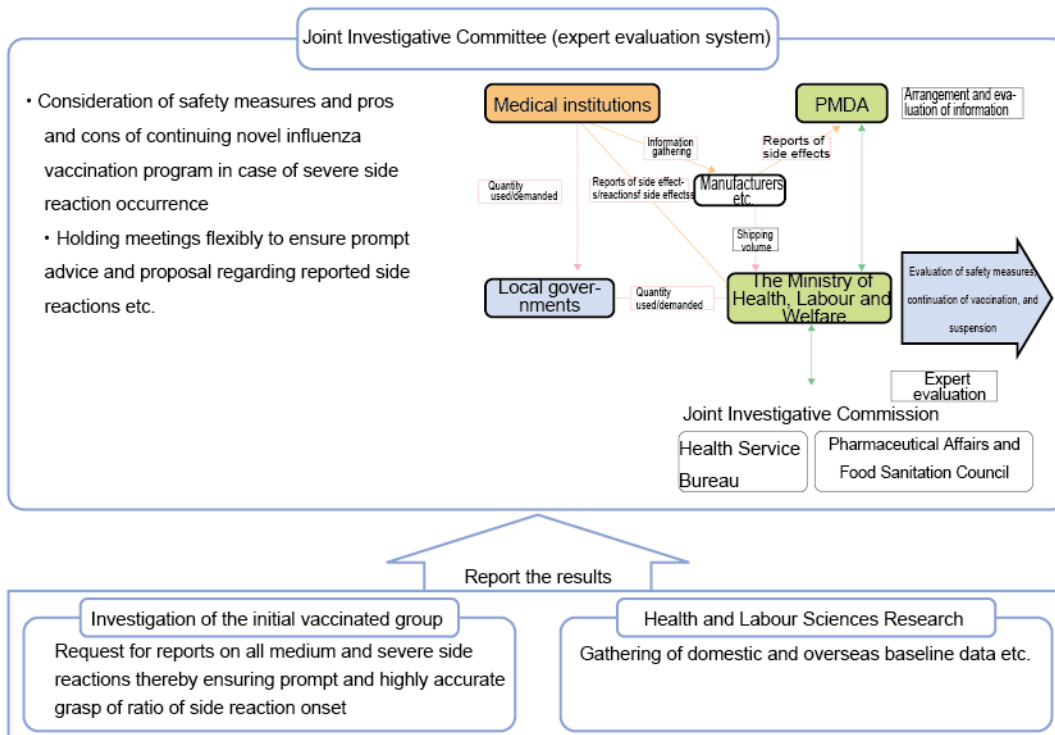 Joint Investigative Committee (expert evaluation system)
・Consideration of safety measures and pros
and cons of continuing novel influenza
vaccination program in case of severe side
reaction occurrence
・Holding meetings flexibly to ensure prompt
advice and proposal regarding reported side
reactions etc.
Medical institutions
PMDA
Arrangement and eva-
luation of information
Information
gathering
Reports of
side effects
Quantity
used/demanded
Reports of side effect-
s/reactionsf side effectss
Manufacturers
etc.
Shipping
volume
Local gover-
nments
Quantity
used/demanded
The Ministry of
Health, Labour and
Welfare
Evaluation of safety measures,
continuation of vaccination, and
suspension
Expert
evaluation
Joint Investigative Commission
Health Service
Bureau
Pharmaceutical Affairs and
Food Sanitation Council
Report the results
Investigation of the initial vaccinated group
Request for reports on all medium and severe side
reactions thereby ensuring prompt and highly accurate
grasp of ratio of side reaction onset
Health and Labour Sciences Research
Gathering of domestic and overseas baseline data etc.